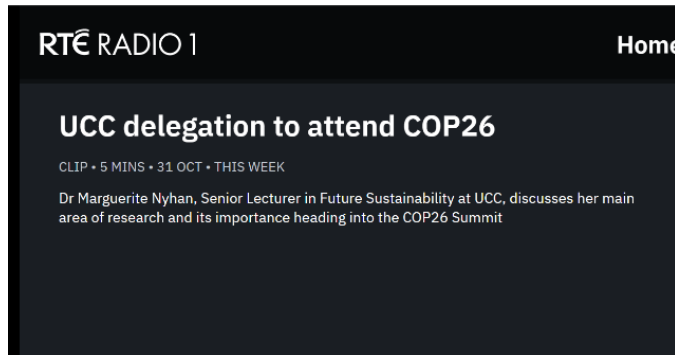 RTÉ RADIO 1
Home
UCC delegation to attend COP26
CLIP • 5 MINS • 31 OCT • THIS WEEK
Dr Marguerite Nyhan, Senior Lecturer in Future Sustainability at UCC, discusses her main
area of research and its importance heading into the COP26 Summit